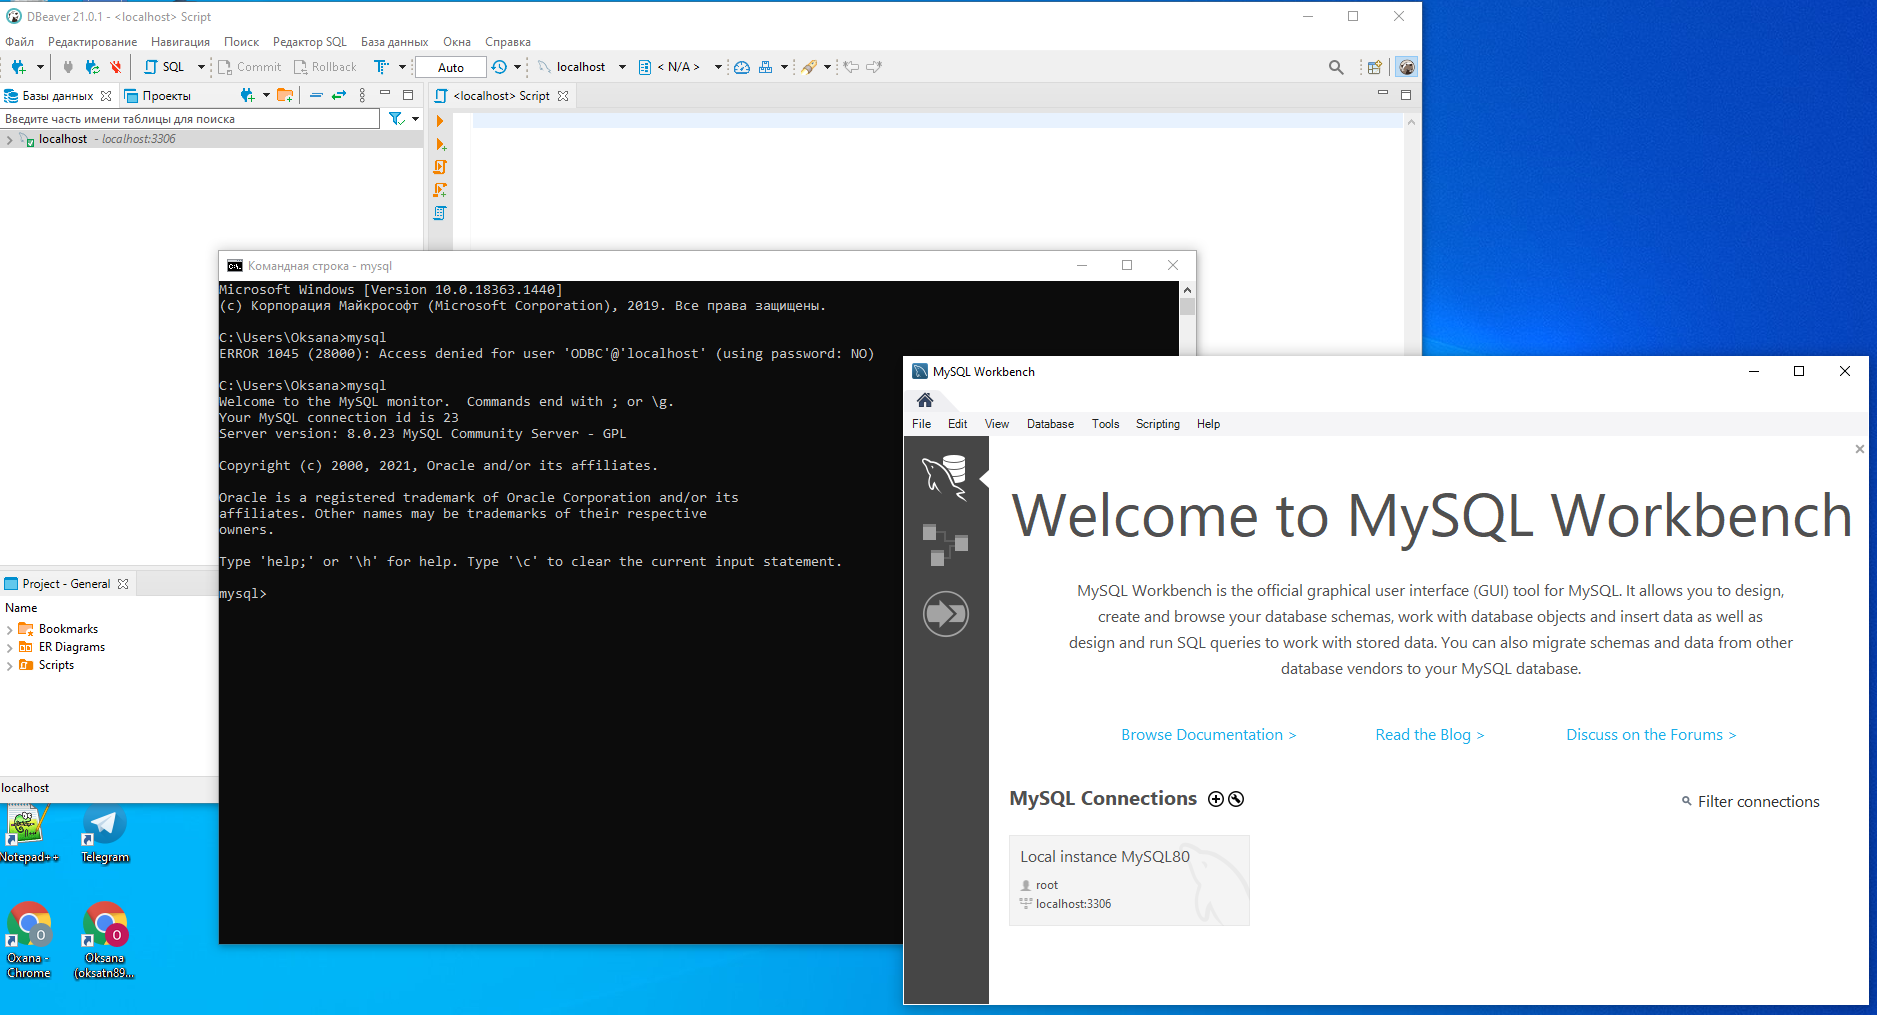 DBeaver 21.0.1 - <localhost> Script
Файл Редактирование Навигация Поиск Редактор SQL База данных Окна Справка
SQL Commit Rollback Auto localhost < N/A >
Базы данных Проекты
<localhost> Script
Введите часть имени таблицы для поиска
localhost - localhost:3306
Командная строка - mysql
Microsoft Windows [Version 10.0.18363.1440]
(c) Корпорация Майкрософт (Microsoft Corporation), 2019. Все права защищены.
C:\Users\Oksana>mysql
ERROR 1045 (28000): Access denied for user 'ODBC'@'localhost' (using password: NO)
C:\Users\Oksana>mysql
Welcome to the MySQL monitor.  Commands end with ; or \g.
Your MySQL connection id is 23
Server version: 8.0.23 MySQL Community Server - GPL
Copyright (c) 2000, 2021, Oracle and/or its affiliates.
Oracle is a registered trademark of Oracle Corporation and/or its
affiliates. Other names may be trademarks of their respective
owners.
Type 'help;' or '\h' for help. Type '\c' to clear the current input statement.
mysql>
Project - General
Name
Bookmarks
ER Diagrams
Scripts
localhost
MySQL Workbench
File Edit View Database Tools Scripting Help
Welcome to MySQL Workbench
MySQL Workbench is the official graphical user interface (GUI) tool for MySQL. It allows you to design,
create and browse your database schemas, work with database objects and insert data as well as
design and run SQL queries to work with stored data. You can also migrate schemas and data from other
database vendors to your MySQL database.
Browse Documentation > Read the Blog > Discuss on the Forums >
MySQL Connections
Filter connections
Local instance MySQL80
root
localhost:3306
Notepad++
Telegram
Oxana -
Chrome
Oksana
(oksatn89...